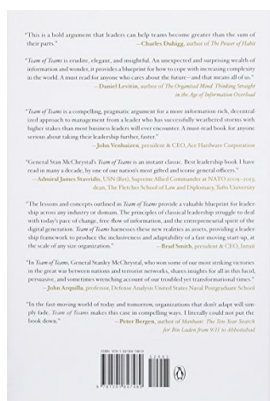 "This is a bold argument that leaders can help teams become greater than the sum of
their parts."
—Charles Duhigg, author of The Power of Habit
"Team of Teams is erudite, elegant, and insightful. An unexpected and surprising wealth of
information and wonder, it provides a blueprint for how to cope with increasing complexity
in the world. A must read for anyone who cares about the future—and that means all of us."
—Daniel Levitin, author of The Organized Mind: Thinking Straight
in the Age of Information Overload
"Team of Teams is a compelling, pragmatic argument for a more information-rich, decentralized
approach to management from a leader who has successfully weathered storms with
higher stakes than most business leaders will ever encounter. A must-read book for anyone
serious about taking their leadership further, faster."
—John Venhuizen, president & CEO, Ace Hardware Corporation
"General Stan McChrystal's Team of Teams is an instant classic. Best leadership book I have
read in many a decade, by one of our nation's most gifted and iconic general officers."
—Admiral James Stavridis, USN (Ret), Supreme Allied Commander at NATO 2009–2013,
dean, The Fletcher School of Law and Diplomacy, Tufts University
"The lessons and concepts outlined in Team of Teams provide a valuable blueprint for leadership
across any industry or domain. The principles of classical leadership struggle to deal
with today's pace of change, free flow of information, and the entrepreneurial spirit of the
digital generation. Team of Teams harnesses these new realities as assets, providing a leadership
framework to produce the inclusiveness and adaptability of a fast moving start-up, at
the scale of any size organization."
—Brad Smith, president & CEO, Intuit
"In Team of Teams, General Stanley McChrystal, who won some of our most striking victories
in the great war between nations and terrorist networks, shares insights for all in this lucid,
persuasive, and sometimes wrenching account of our troubled yet transformational times."
—John Arquilla, professor, Defense Analysis United States Naval Postgraduate School
"In the fast moving world of today and tomorrow, organizations that don't adapt will simply
fade. Team of Teams makes this case in compelling ways. I literally could not put the
book down."
—Peter Bergen, author of Manhunt: The Ten-Year Search
for Bin Laden from 9/11 to Abbottabad